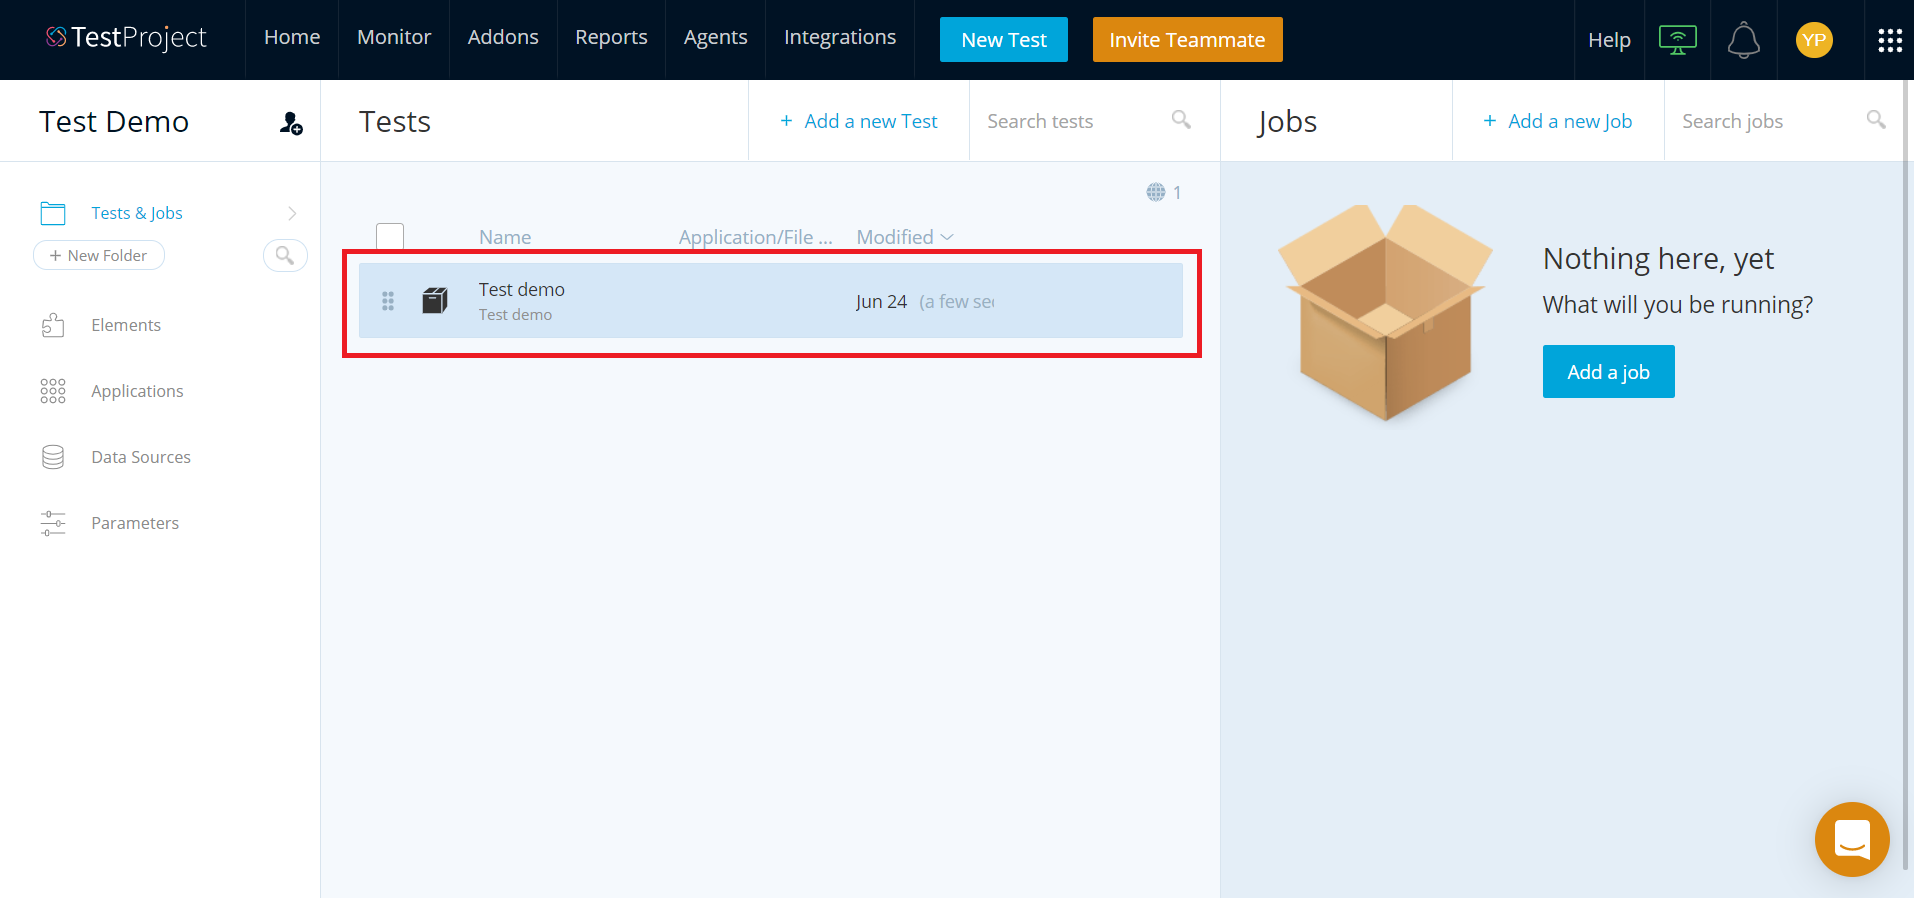 TestProject Home Monitor Addons Reports Agents Integrations New Test Invite Teammate Help YP
Test Demo Tests + Add a new Test Search tests Jobs + Add a new Job Search jobs
1
Tests & Jobs
+ New Folder
Name Application/File ... Modified
Test demo
Test demo
Jun 24 (a few sec
Elements
Applications
Data Sources
Parameters
Nothing here, yet
What will you be running?
Add a job